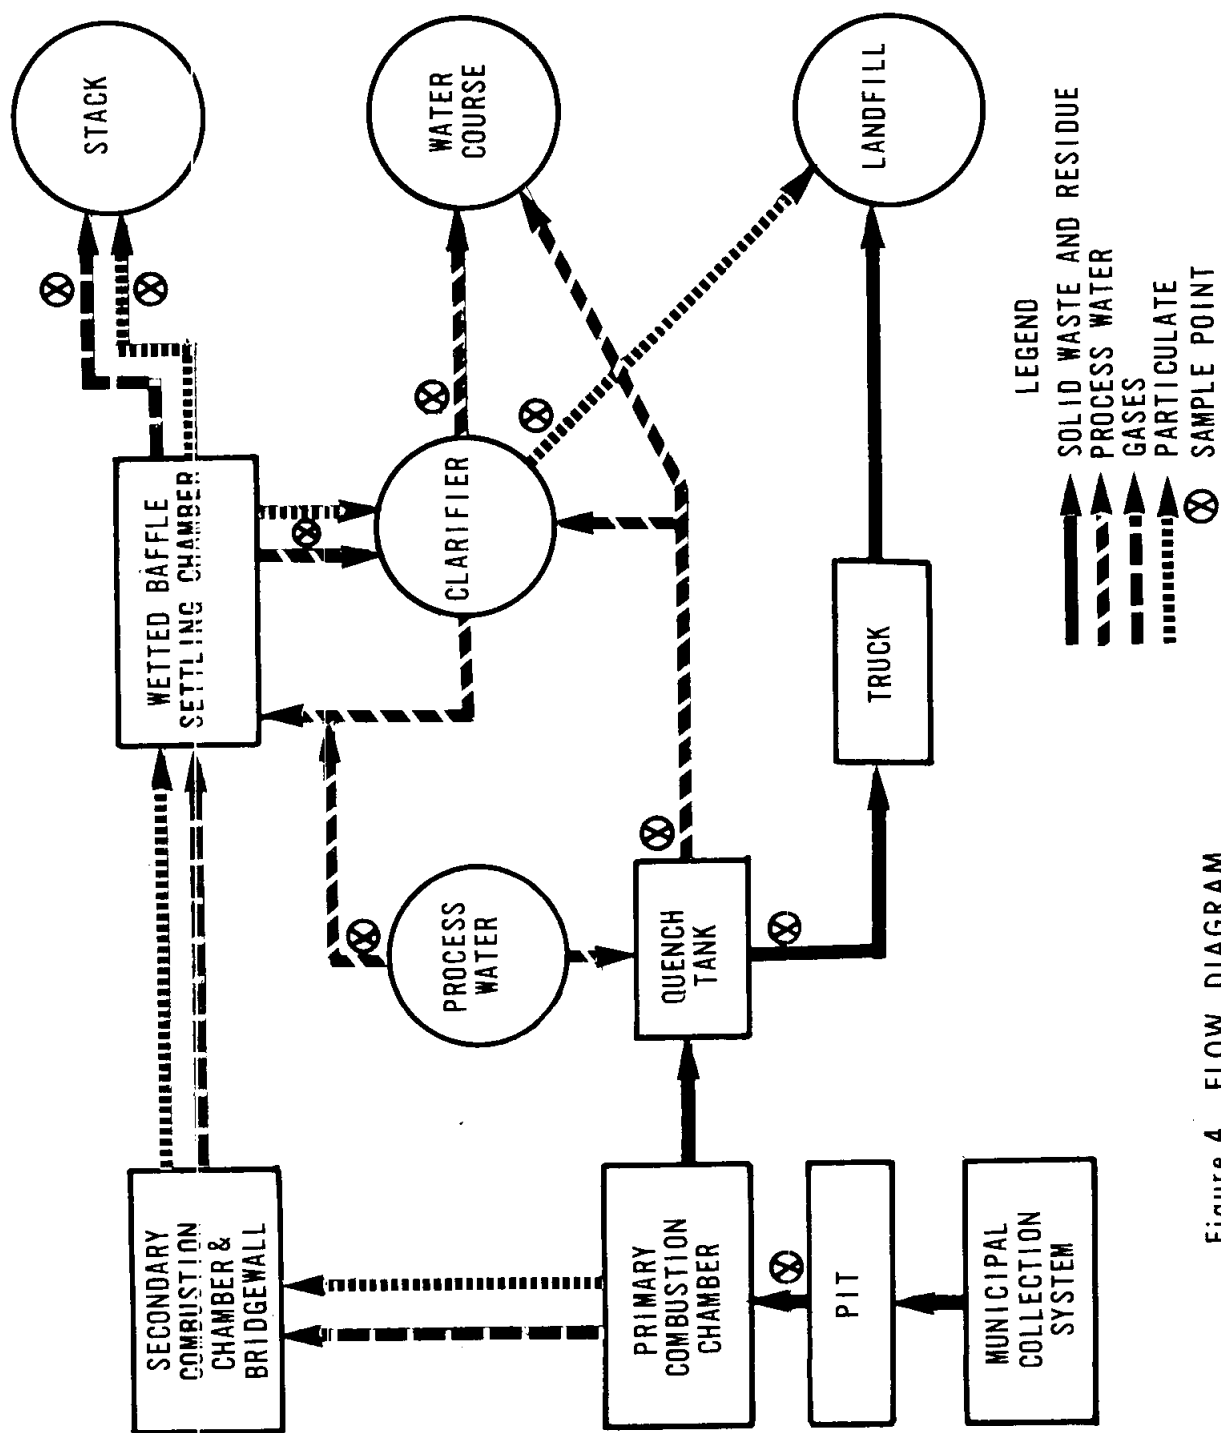 SECONDARY
COMBUSTION
CHAMBER &
BRIDGEWALL
WETTED BAFFLE
SETTLING CHAMBER
STACK
PROCESS
WATER
CLARIFIER
WATER
COURSE
PRIMARY
COMBUSTION
CHAMBER
QUENCH
TANK
PIT
TRUCK
LANDFILL
MUNICIPAL
COLLECTION
SYSTEM
LEGEND
SOLID WASTE AND RESIDUE
PROCESS WATER
GASES
PARTICULATE
SAMPLE POINT
Figure 4 FLOW DIAGRAM